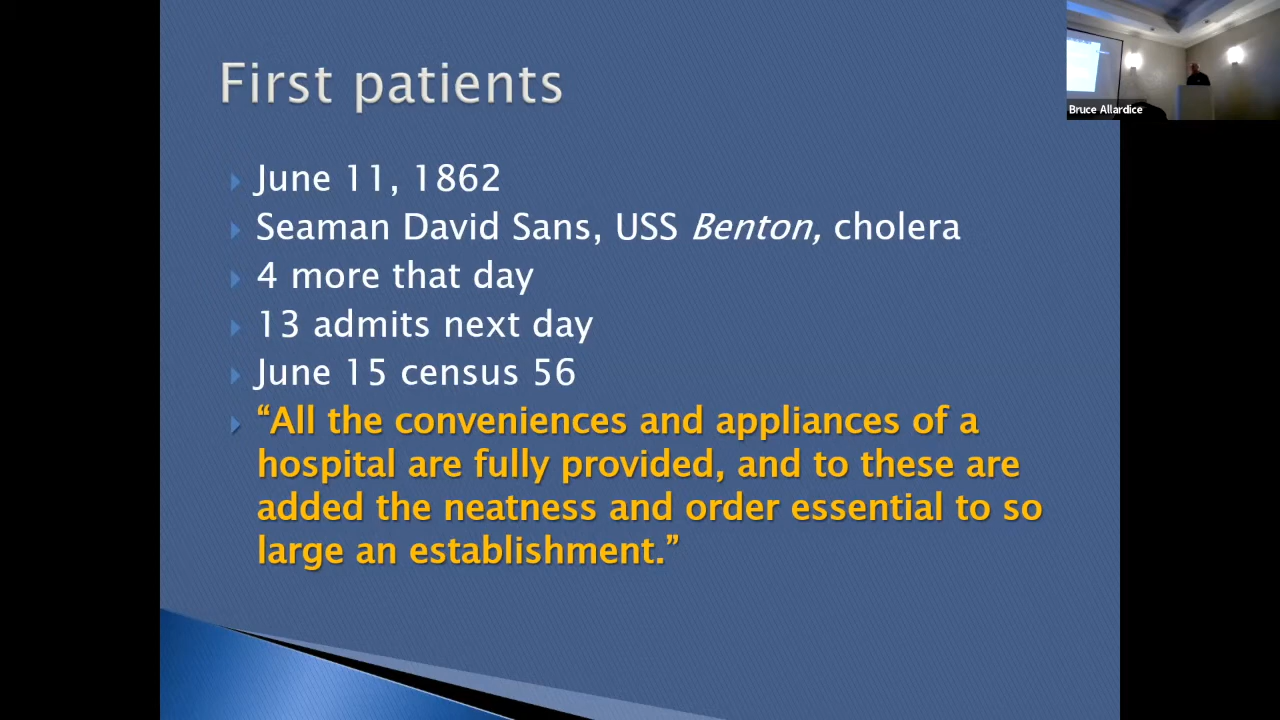 First patients
Bruce Allardice
June 11, 1862
Seaman David Sans, USS Benton, cholera
4 more that day
13 admits next day
June 15 census 56
“All the conveniences and appliances of a
hospital are fully provided, and to these are
added the neatness and order essential to so
large an establishment.”